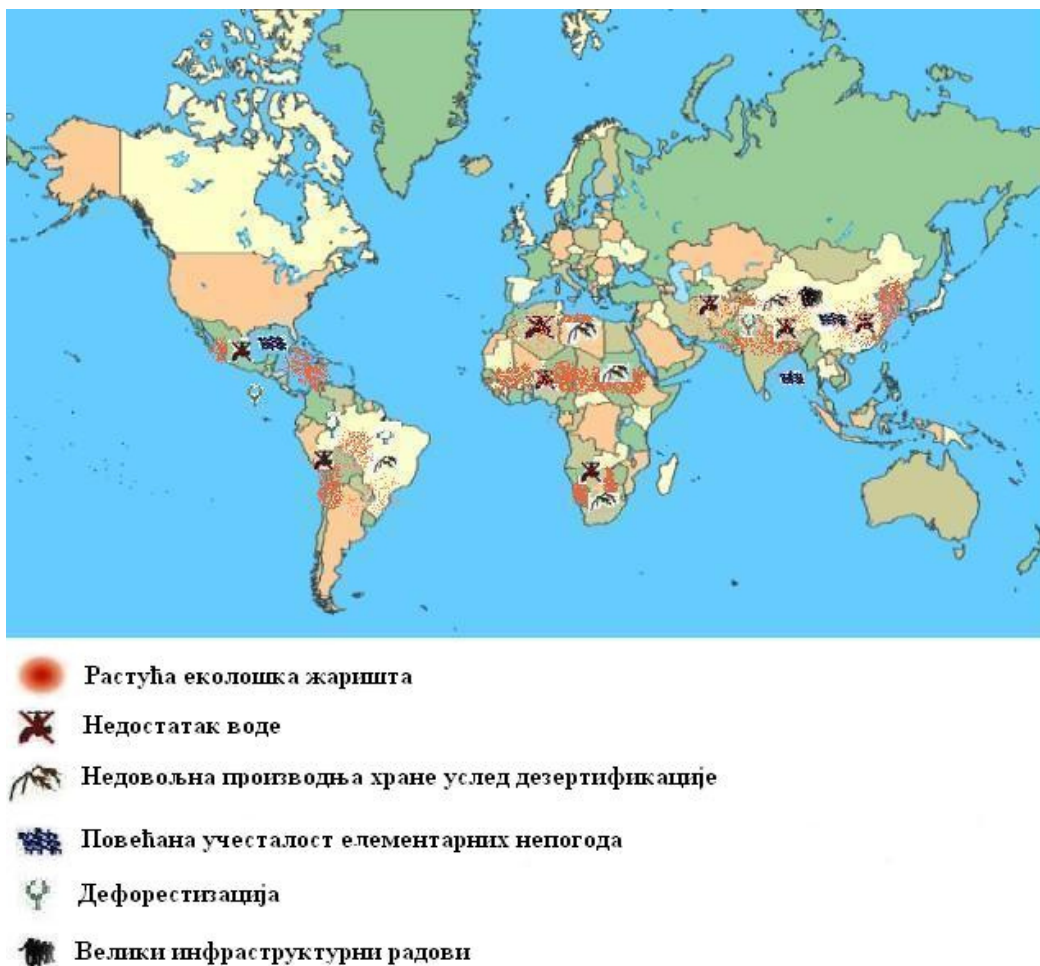 Растућа еколошка жаришта
Недостатак воде
Недовољна производња хране услед дезертификације
Повећана учесталост елементарних непогода
Дефорестизација
Велики инфраструктурни радови